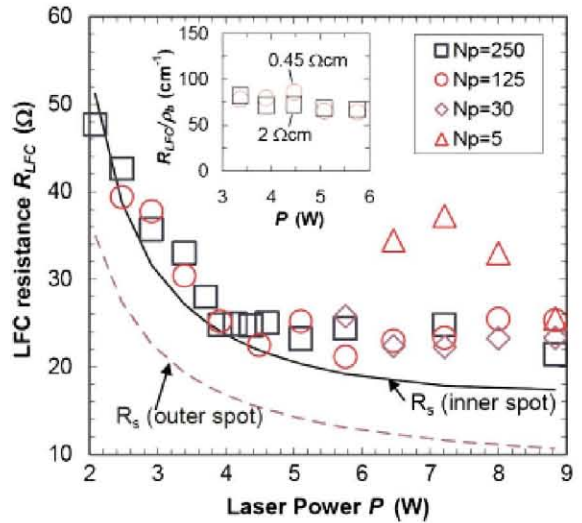 60
50
40
30
20
10
LFC resistance R_LFC (Ω)
2 3 4 5 6 7 8 9
Laser Power P (W)
Np=250
Np=125
Np=30
Np=5
R_s (outer spot)
R_s (inner spot)
150
100
50
0
R_LFC/ρ_b (cm⁻¹)
0.45 Ωcm
2 Ωcm
3 4 5 6
P (W)